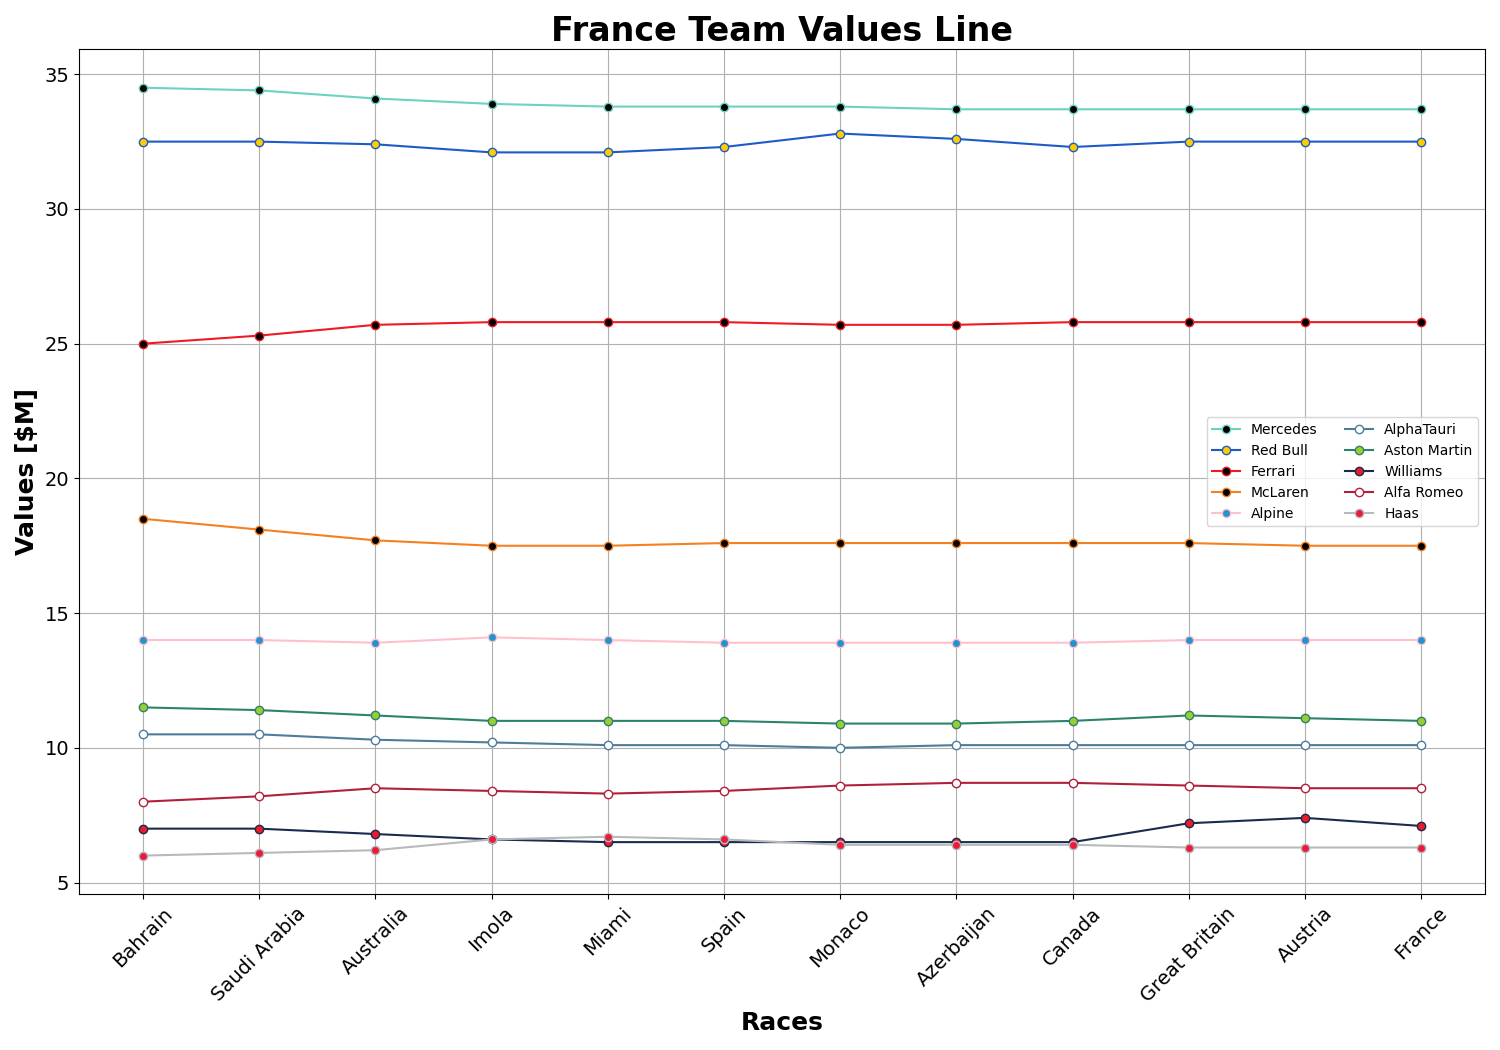 France Team Values Line
Values [$M]
35
30
25
20
15
10
5
Mercedes
Red Bull
Ferrari
McLaren
Alpine
AlphaTauri
Aston Martin
Williams
Alfa Romeo
Haas
Bahrain
Saudi Arabia
Australia
Imola
Miami
Spain
Monaco
Azerbaijan
Canada
Great Britain
Austria
France
Races